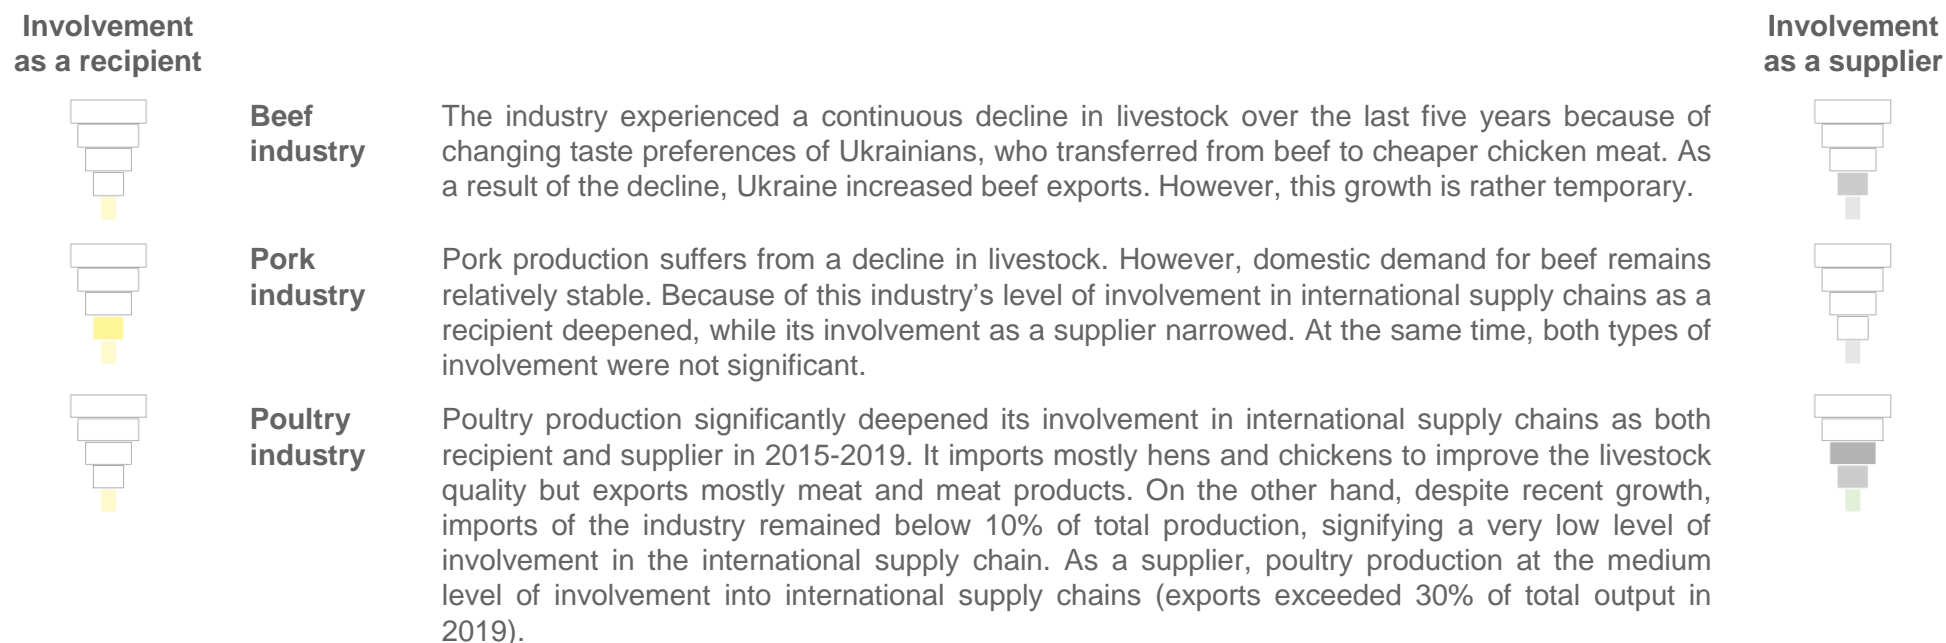 Involvement
as a recipient
Involvement
as a supplier
Beef
industry
The industry experienced a continuous decline in livestock over the last five years because of
changing taste preferences of Ukrainians, who transferred from beef to cheaper chicken meat. As
a result of the decline, Ukraine increased beef exports. However, this growth is rather temporary.
Pork
industry
Pork production suffers from a decline in livestock. However, domestic demand for beef remains
relatively stable. Because of this industry’s level of involvement in international supply chains as a
recipient deepened, while its involvement as a supplier narrowed. At the same time, both types of
involvement were not significant.
Poultry
industry
Poultry production significantly deepened its involvement in international supply chains as both
recipient and supplier in 2015-2019. It imports mostly hens and chickens to improve the livestock
quality but exports mostly meat and meat products. On the other hand, despite recent growth,
imports of the industry remained below 10% of total production, signifying a very low level of
involvement in the international supply chain. As a supplier, poultry production at the medium
level of involvement into international supply chains (exports exceeded 30% of total output in
2019).